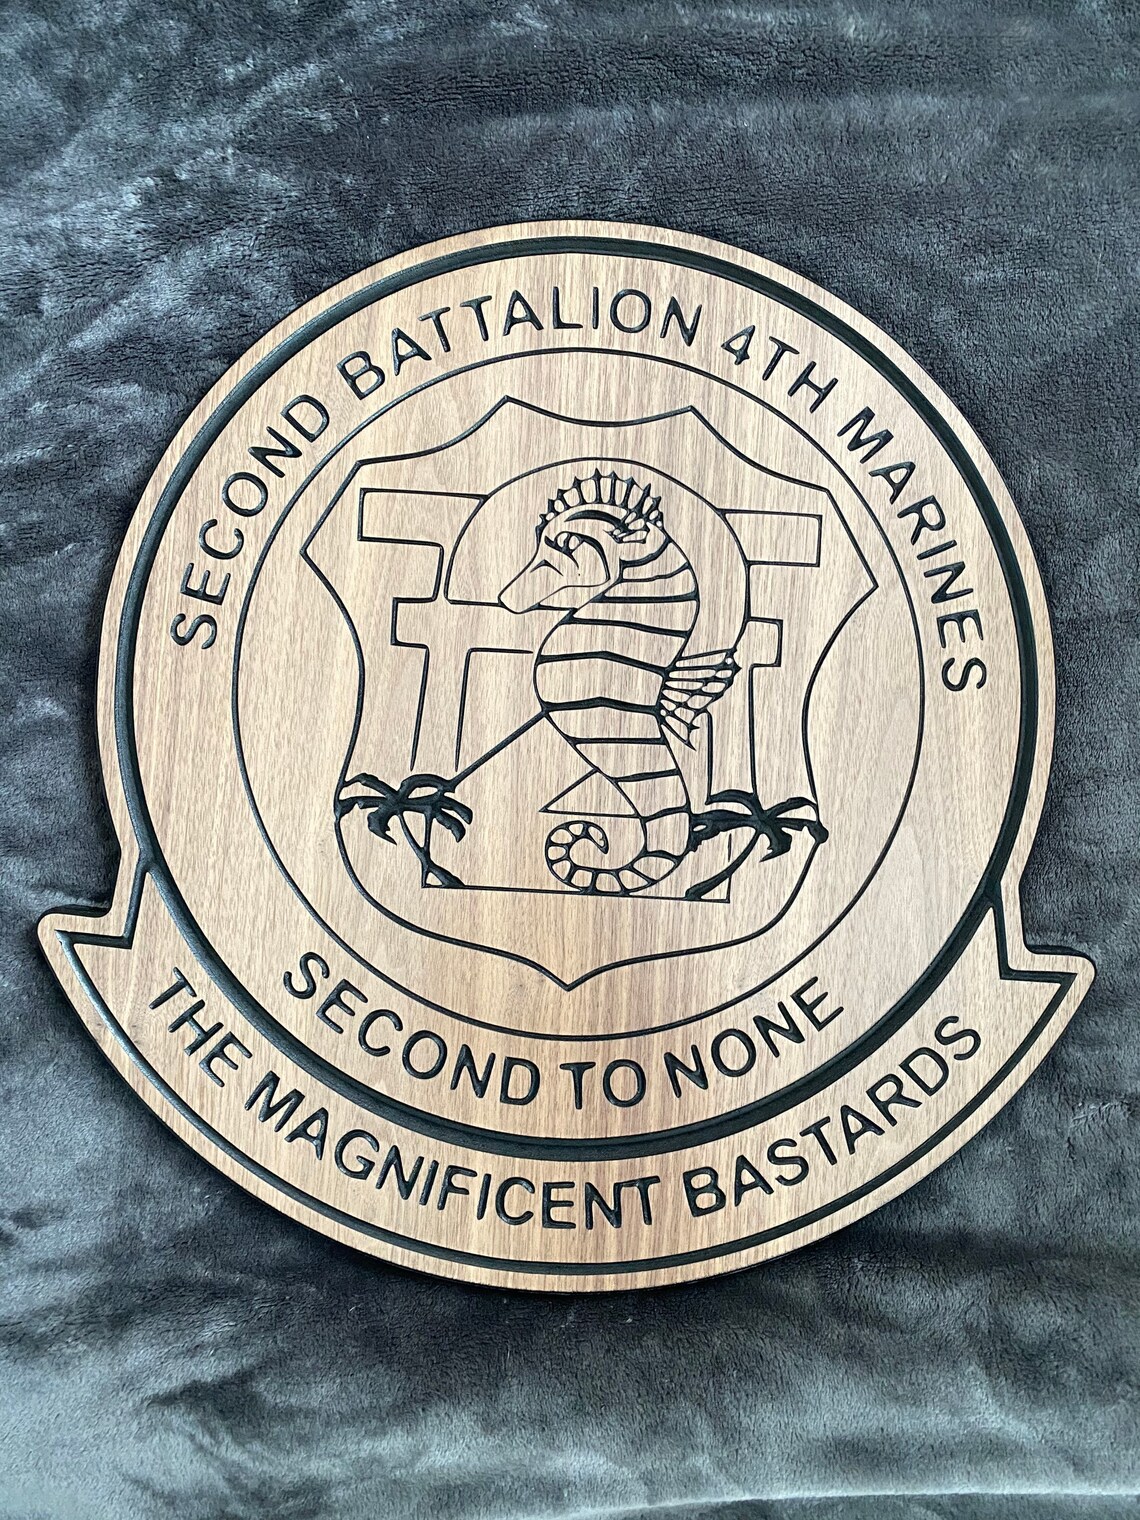 SECOND BATTALION 4TH MARINES
SECOND TO NONE
THE MAGNIFICENT BASTARDS